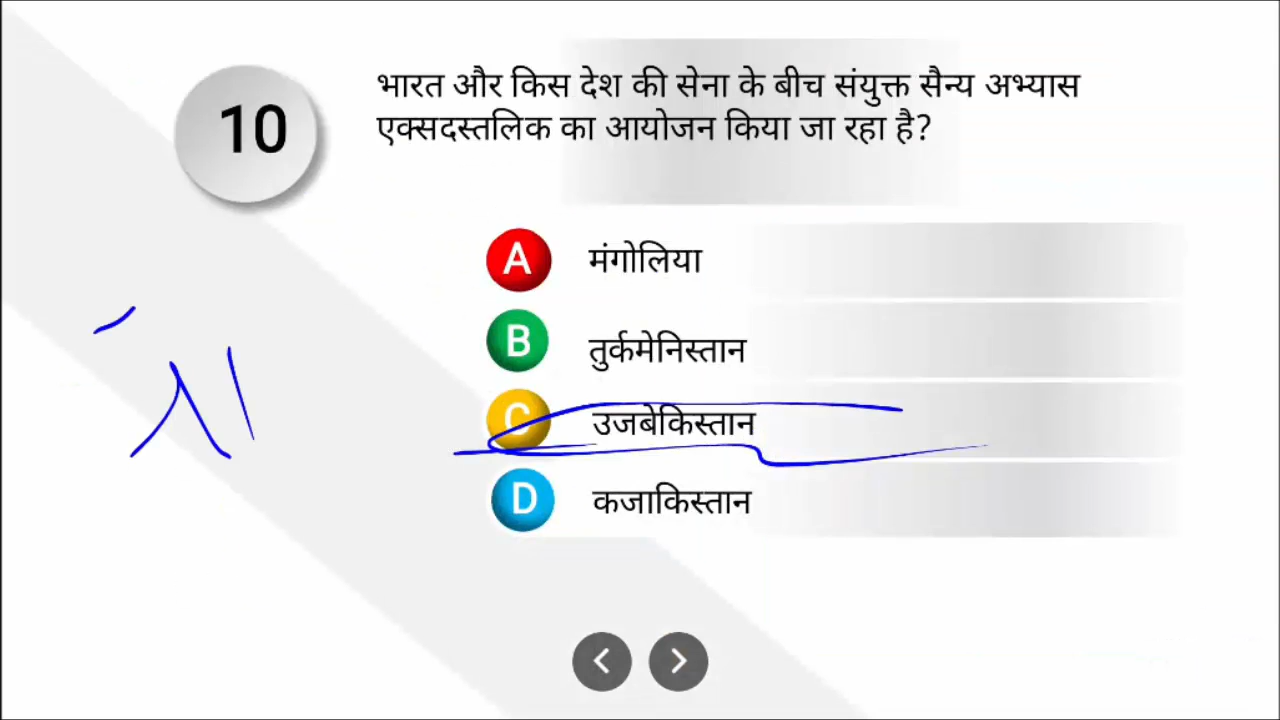 10
भारत और किस देश की सेना के बीच संयुक्त सैन्य अभ्यास
एक्सदस्तलिक का आयोजन किया जा रहा है?
A मंगोलिया
B तुर्कमेनिस्तान
C उजबेकिस्तान
D कजाकिस्तान